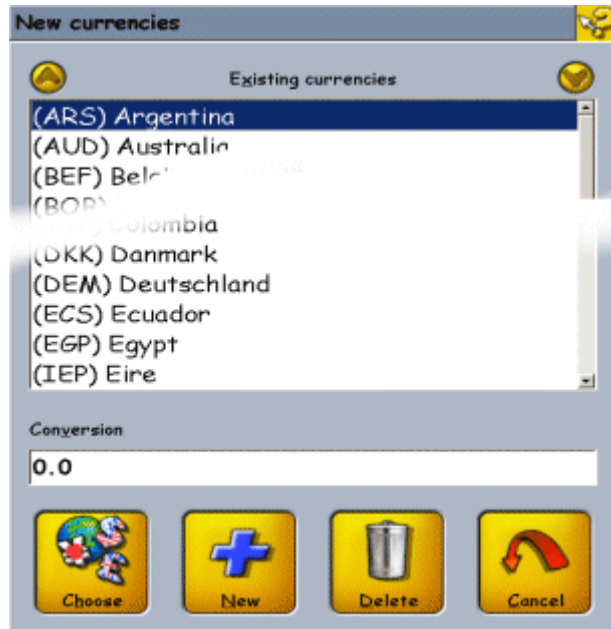 New currencies
Existing currencies
(ARS) Argentina
(AUD) Australia
(BEF)
Colombia
(DKK) Danmark
(DEM) Deutschland
(ECS) Ecuador
(EGP) Egypt
(IEP) Eire
Conversion
0.0
Choose
New
Delete
Cancel